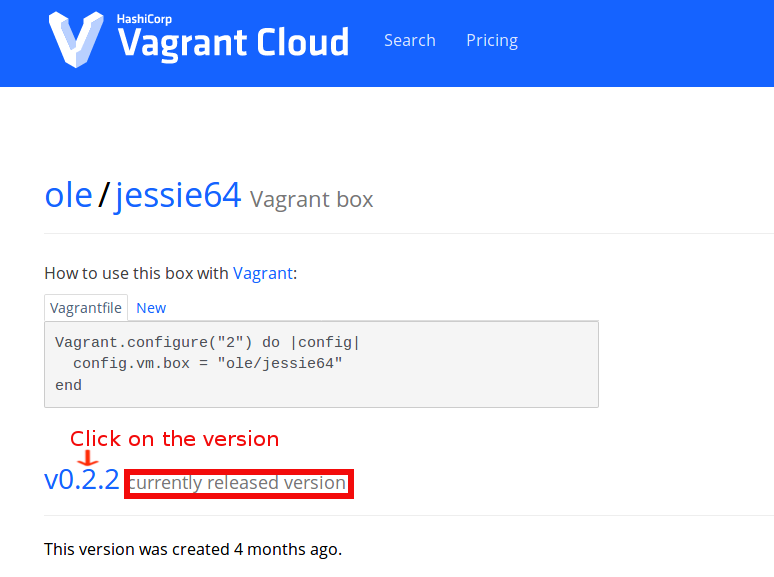 HashiCorp
Vagrant Cloud
Search Pricing
ole/jessie64 Vagrant box
How to use this box with Vagrant:
Vagrantfile New
Vagrant.configure("2") do |config|
  config.vm.box = "ole/jessie64"
end
Click on the version
v0.2.2 currently released version
This version was created 4 months ago.